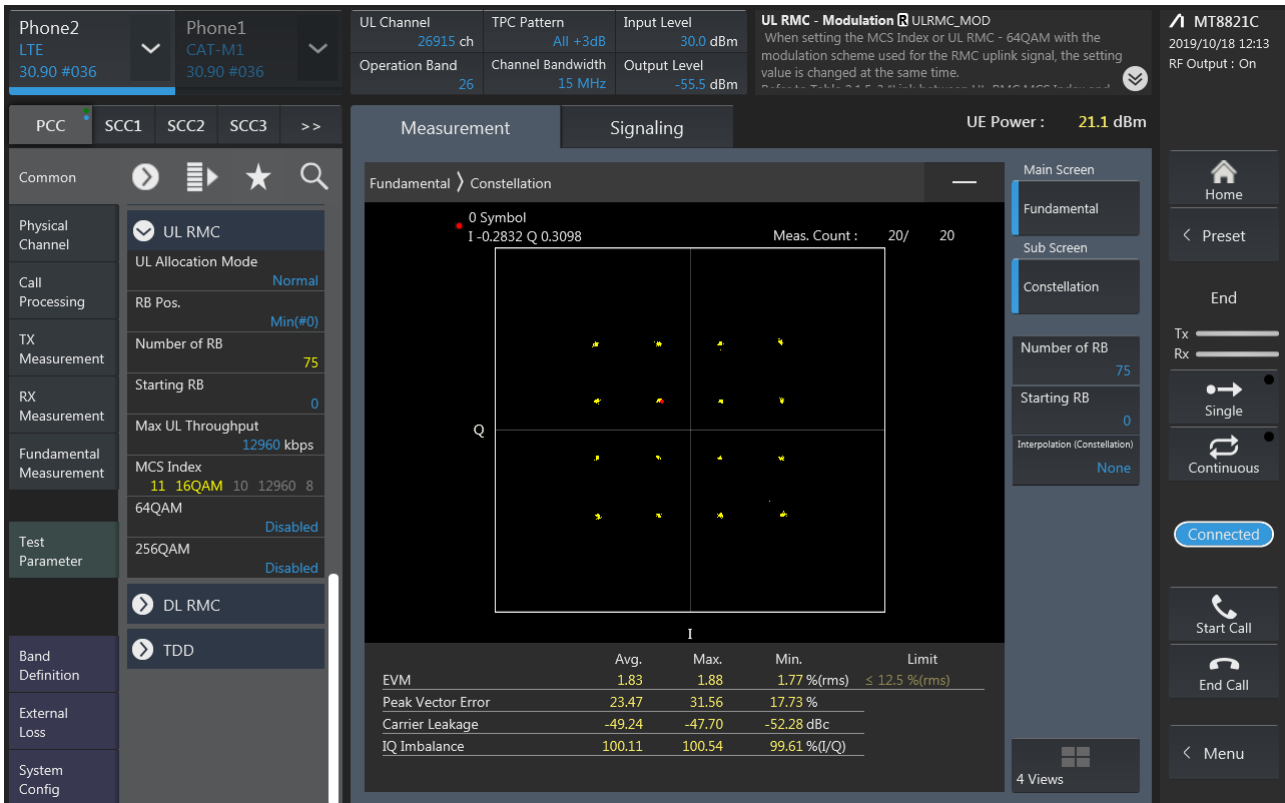 Phone2
LTE
30.90 #036
Phone1
CAT-M1
30.90 #036
UL Channel
26915 ch
TPC Pattern
All +3dB
Input Level
30.0 dBm
Operation Band
26
Channel Bandwidth
15 MHz
Output Level
-55.5 dBm
UL RMC - Modulation R ULRMC_MOD
When setting the MCS Index or UL RMC - 64QAM with the
modulation scheme used for the RMC uplink signal, the setting
value is changed at the same time.
MT8821C
2019/10/18 12:13
RF Output : On
PCC SCC1 SCC2 SCC3 >>
Measurement
Signaling
UE Power : 21.1 dBm
Common
Physical
Channel
Call
Processing
TX
Measurement
RX
Measurement
Fundamental
Measurement
Test
Parameter
Band
Definition
External
Loss
System
Config
UL RMC
UL Allocation Mode
Normal
RB Pos.
Min(#0)
Number of RB
75
Starting RB
0
Max UL Throughput
12960 kbps
MCS Index
11 16QAM 10 12960 8
64QAM
Disabled
256QAM
Disabled
DL RMC
TDD
Fundamental 〉 Constellation
0 Symbol
I -0.2832 Q 0.3098
Meas. Count : 20/ 20
Q
I
Avg. Max. Min. Limit
EVM 1.83 1.88 1.77 %(rms) ≤ 12.5 %(rms)
Peak Vector Error 23.47 31.56 17.73 %
Carrier Leakage -49.24 -47.70 -52.28 dBc
IQ Imbalance 100.11 100.54 99.61 %(I/Q)
Main Screen
Fundamental
Sub Screen
Constellation
Number of RB
75
Starting RB
0
Interpolation (Constellation)
None
4 Views
Home
< Preset
End
Tx
Rx
Single
Continuous
Connected
Start Call
End Call
< Menu